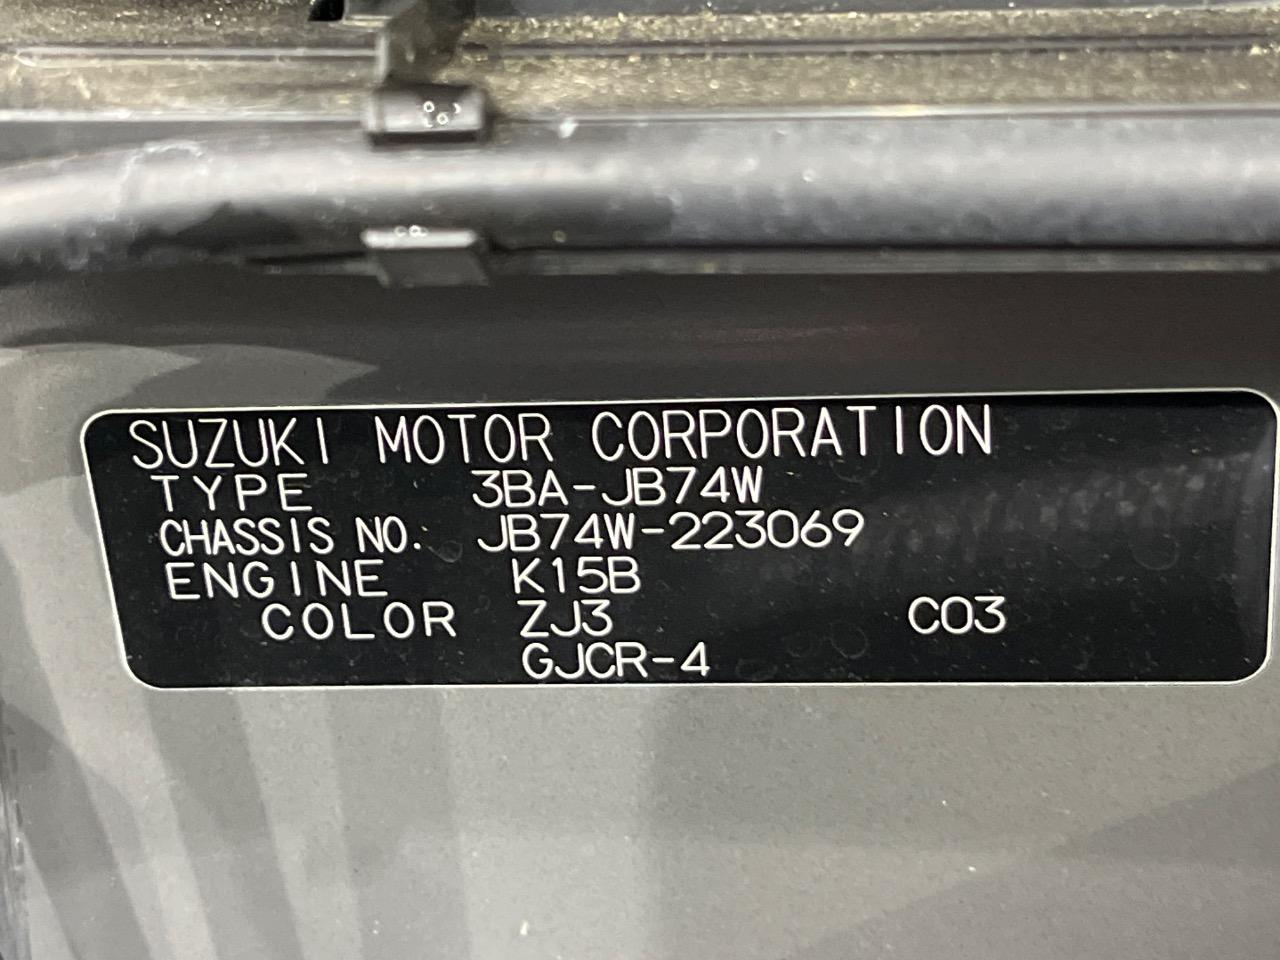 SUZUKI MOTOR CORPORATION
TYPE 3BA-JB74W
CHASSIS NO. JB74W-223069
ENGINE K15B
COLOR ZJ3 C03
GJCR-4